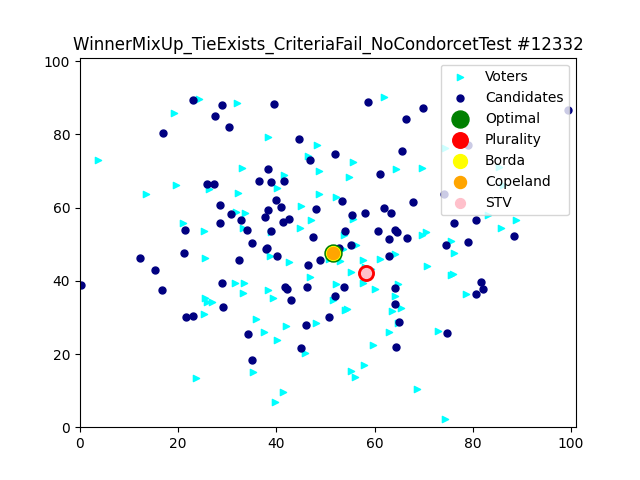 WinnerMixUp_TieExists_CriteriaFail_NoCondorcetTest #12332
100
80
60
40
20
0
0 20 40 60 80 100
Voters
Candidates
Optimal
Plurality
Borda
Copeland
STV